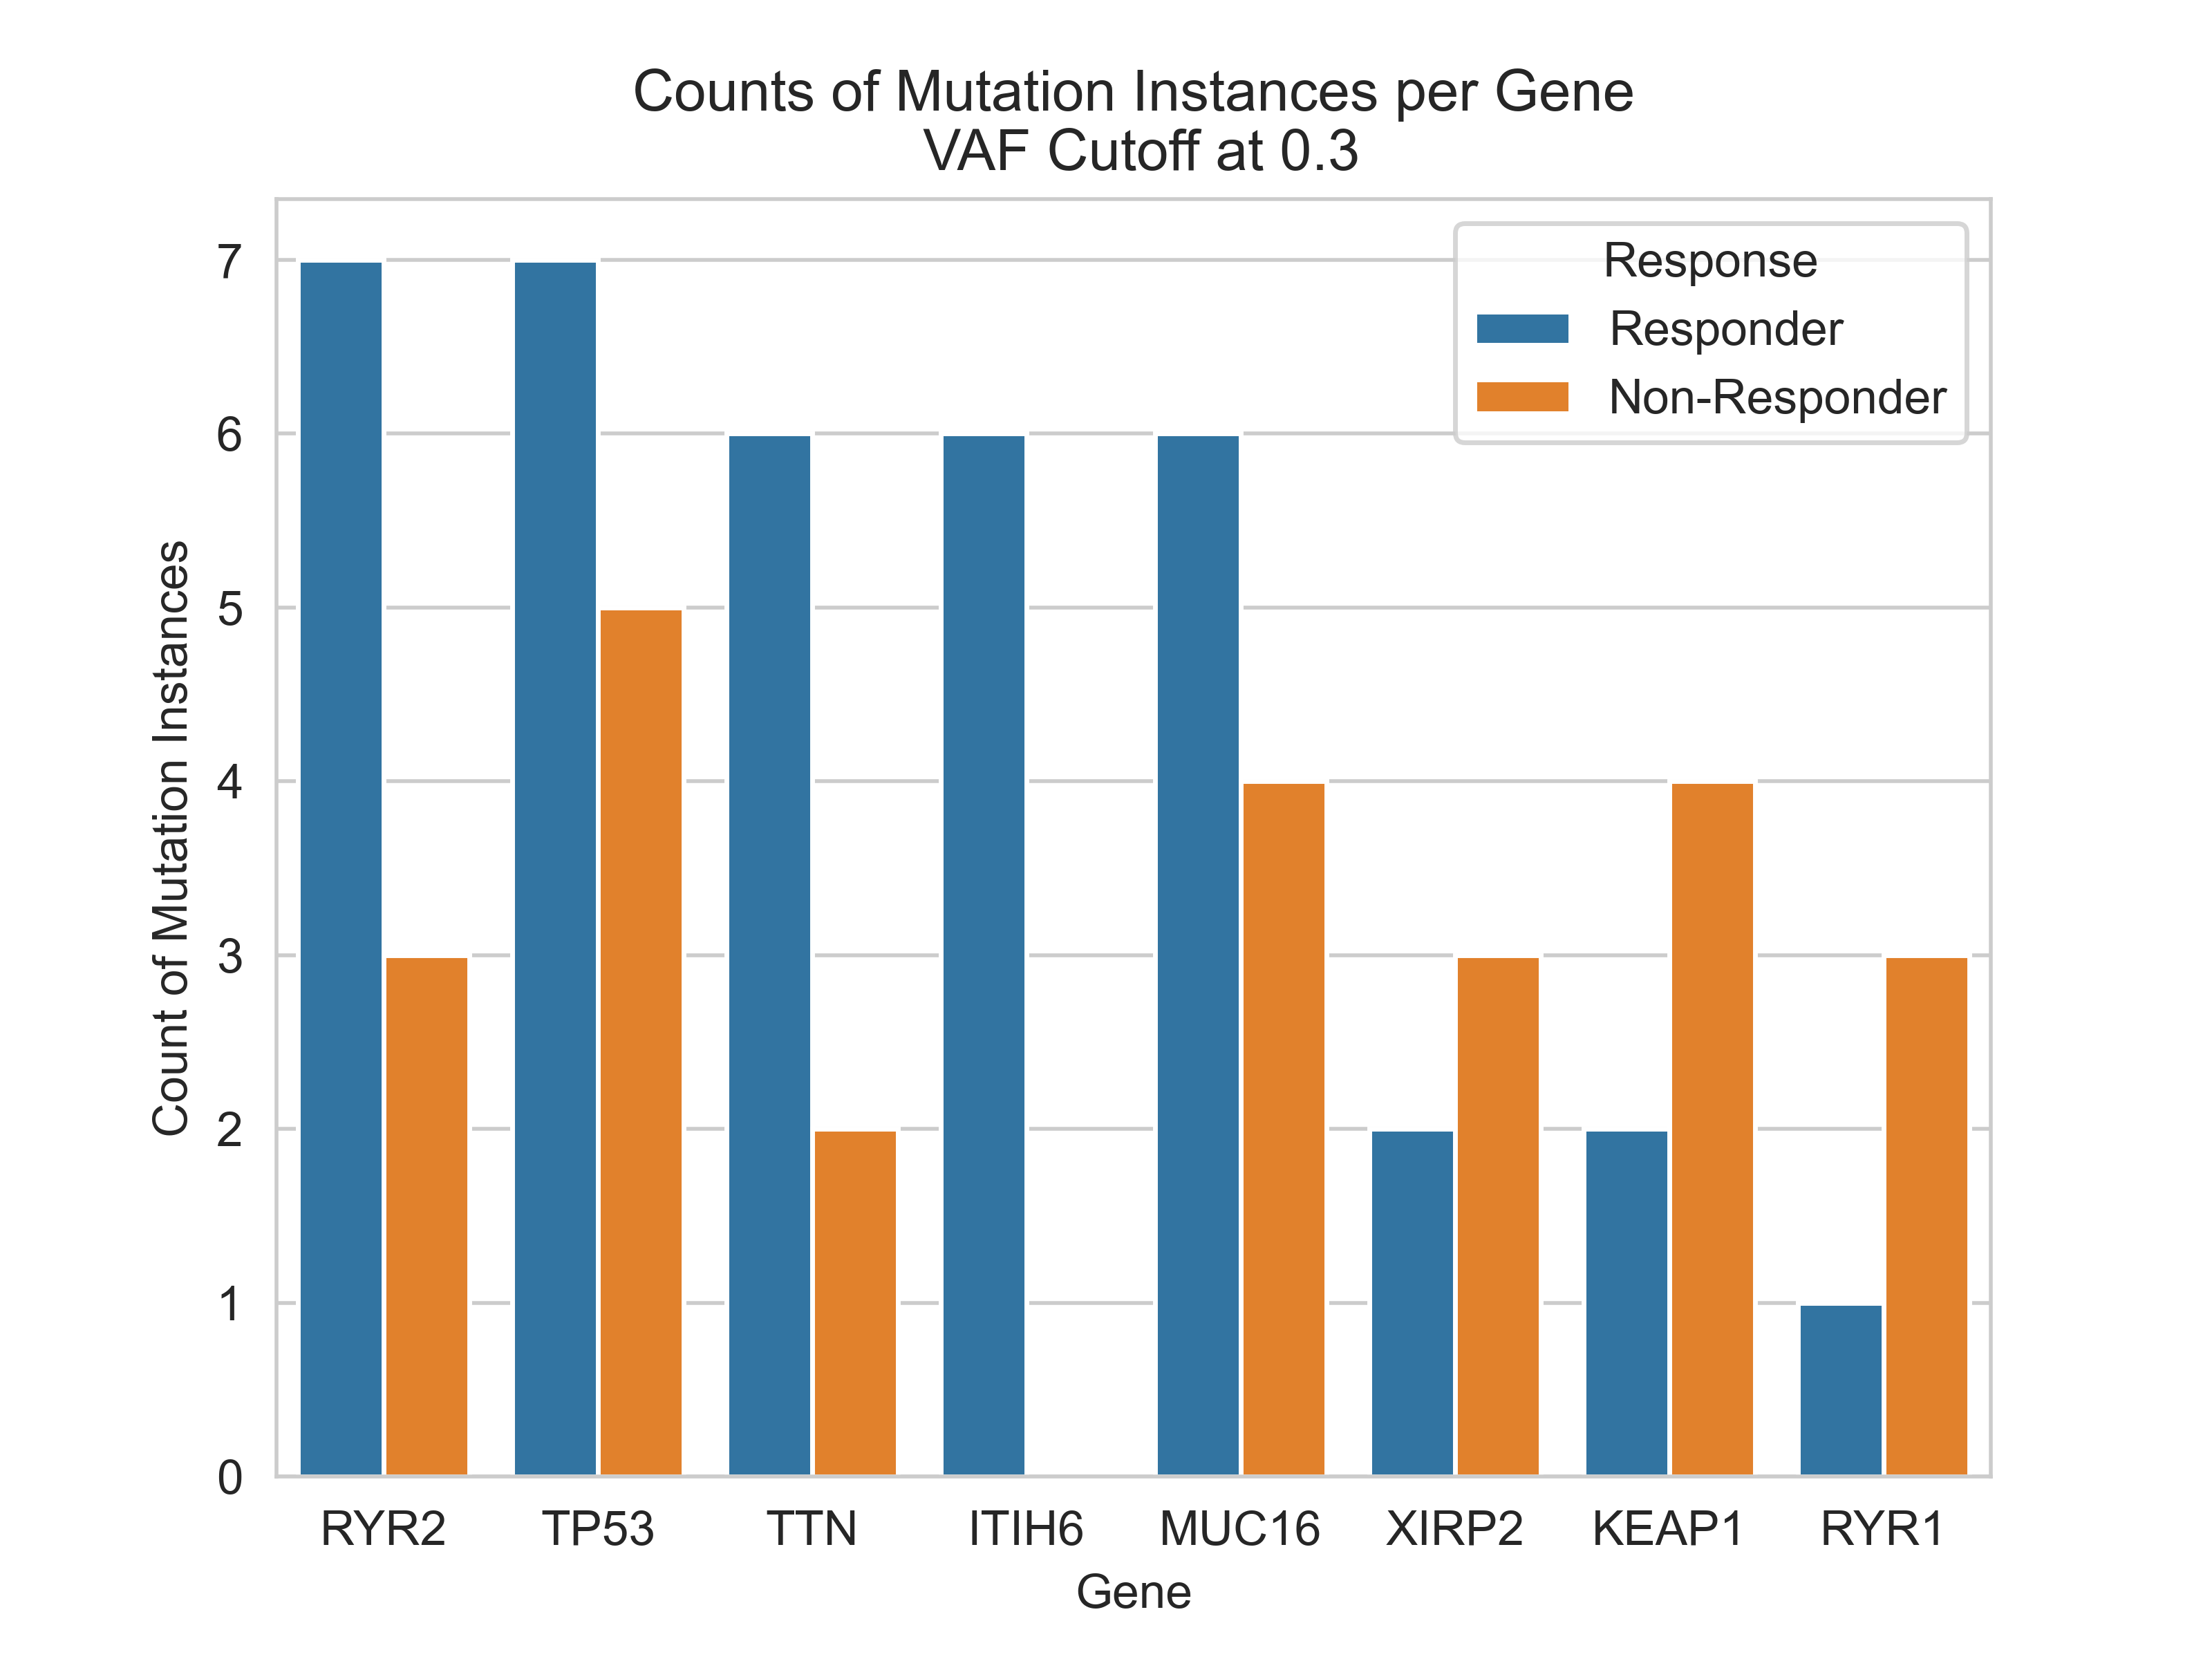 Counts of Mutation Instances per Gene
VAF Cutoff at 0.3
Response
Responder
Non-Responder
Count of Mutation Instances
7
6
5
4
3
2
1
0
RYR2 TP53 TTN ITIH6 MUC16 XIRP2 KEAP1 RYR1
Gene